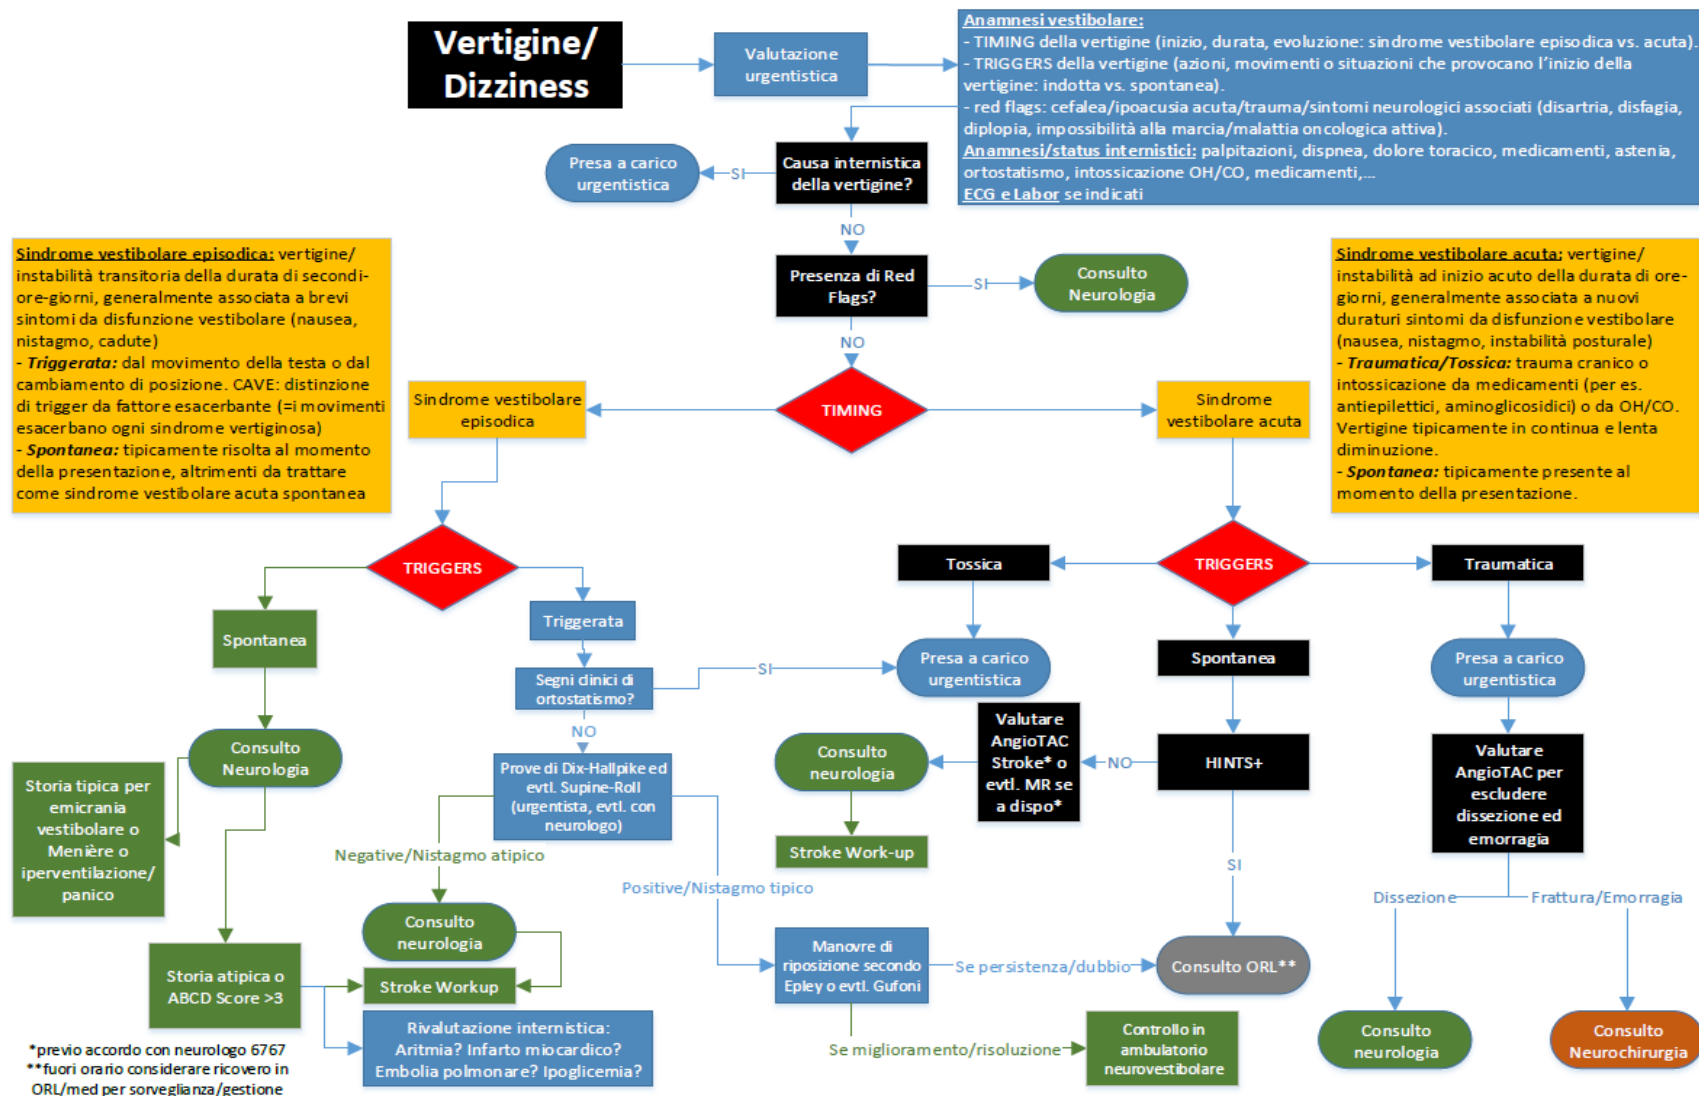 Vertigine/
Dizziness
Valutazione
urgentistica
Anamnesi vestibolare:
- TIMING della vertigine (inizio, durata, evoluzione: sindrome vestibolare episodica vs. acuta).
- TRIGGERS della vertigine (azioni, movimenti o situazioni che provocano l'inizio della
vertigine: indotta vs. spontanea).
- red flags: cefalea/ipoacusia acuta/trauma/sintomi neurologici associati (disartria, disfagia,
diplopia, impossibilità alla marcia/malattia oncologica attiva).
Anamnesi/status internistici: palpitazioni, dispnea, dolore toracico, medicamenti, astenia,
ortostatismo, intossicazione OH/CO, medicamenti,...
ECG e Labor se indicati
Presa a carico
urgentistica
SI
Causa internistica
della vertigine?
NO
Presenza di Red
Flags?
SI
Consulto
Neurologia
NO
Sindrome vestibolare episodica: vertigine/
instabilità transitoria della durata di secondi-
ore-giorni, generalmente associata a brevi
sintomi da disfunzione vestibolare (nausea,
nistagmo, cadute)
- Triggerata: dal movimento della testa o dal
cambiamento di posizione. CAVE: distinzione
di trigger da fattore esacerbante (=i movimenti
esacerbano ogni sindrome vertiginosa)
- Spontanea: tipicamente risolta al momento
della presentazione, altrimenti da trattare
come sindrome vestibolare acuta spontanea
Sindrome vestibolare
episodica
TIMING
Sindrome
vestibolare acuta
Sindrome vestibolare acuta: vertigine/
instabilità ad inizio acuto della durata di ore-
giorni, generalmente associata a nuovi
duraturi sintomi da disfunzione vestibolare
(nausea, nistagmo, instabilità posturale)
- Traumatica/Tossica: trauma cranico o
intossicazione da medicamenti (per es.
antiepilettici, aminoglicosidici) o da OH/CO.
Vertigine tipicamente in continua e lenta
diminuzione.
- Spontanea: tipicamente presente al
momento della presentazione.
TRIGGERS
Tossica
TRIGGERS
Traumatica
Spontanea
Triggerata
Segni clinici di
ortostatismo?
SI
Presa a carico
urgentistica
Spontanea
Presa a carico
urgentistica
NO
Consulto
Neurologia
Prove di Dix-Hallpike ed
evtl. Supine-Roll
(urgentista, evtl. con
neurologo)
Consulto
neurologia
Valutare
AngioTAC
Stroke* o
evtl. MR se
a dispo*
NO
HINTS+
Valutare
AngioTAC per
escludere
dissezione ed
emorragia
Storia tipica per
emicrania
vestibolare o
Menière o
iperventilazione/
panico
Stroke Work-up
Negative/Nistagmo atipico
Positive/Nistagmo tipico
SI
Dissezione
Frattura/Emorragia
Consulto
neurologia
Storia atipica o
ABCD Score >3
Stroke Workup
Manovre di
riposizione secondo
Epley o evtl. Gufoni
Se persistenza/dubbio
Consulto ORL**
Rivalutazione internistica:
Aritmia? Infarto miocardico?
Embolia polmonare? Ipoglicemia?
Se miglioramento/risoluzione
Controllo in
ambulatorio
neurovestibolare
Consulto
neurologia
Consulto
Neurochirurgia
*previo accordo con neurologo 6767
**fuori orario considerare ricovero in
ORL/med per sorveglianza/gestione